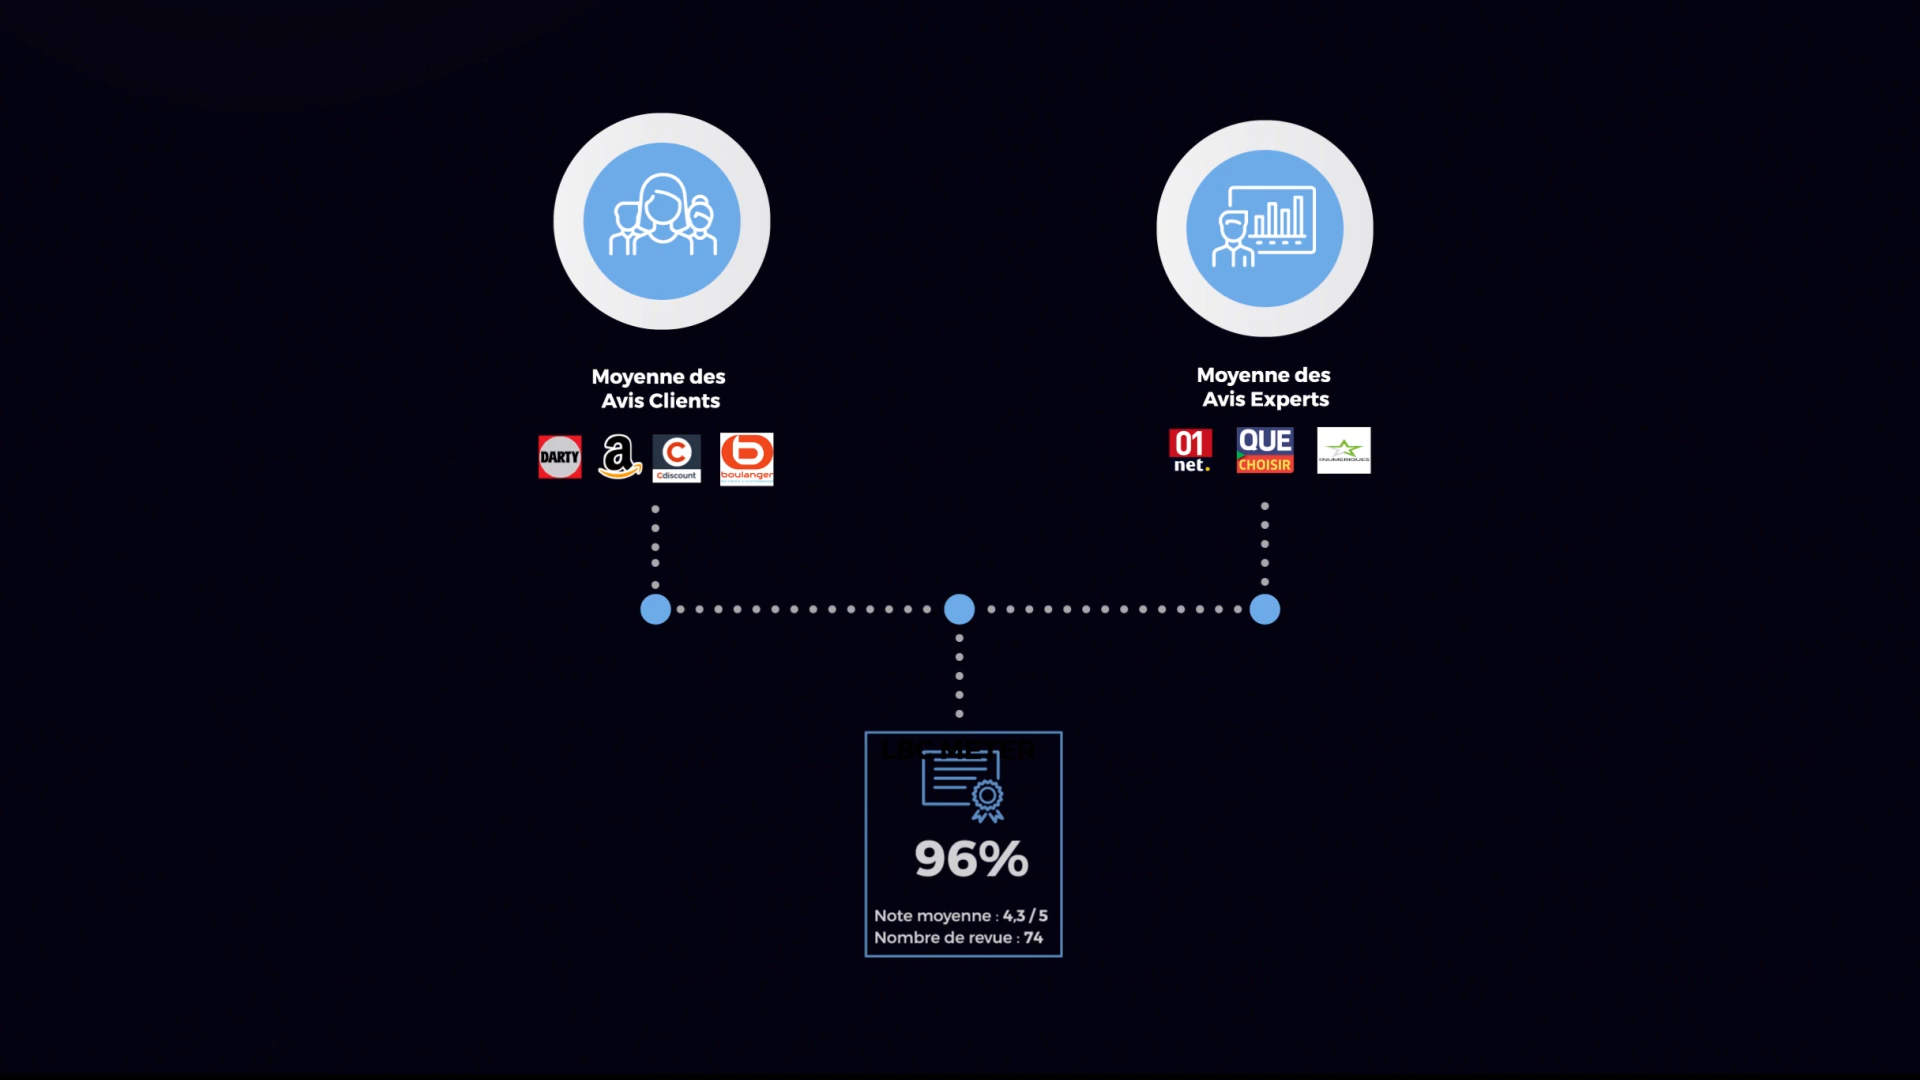 Moyenne des
Avis Clients
Moyenne des
Avis Experts
DARTY
a
Cdiscount
b
boulanger
01
net.
QUE
CHOISIR
96%
Note moyenne : 4,3 / 5
Nombre de revue : 74